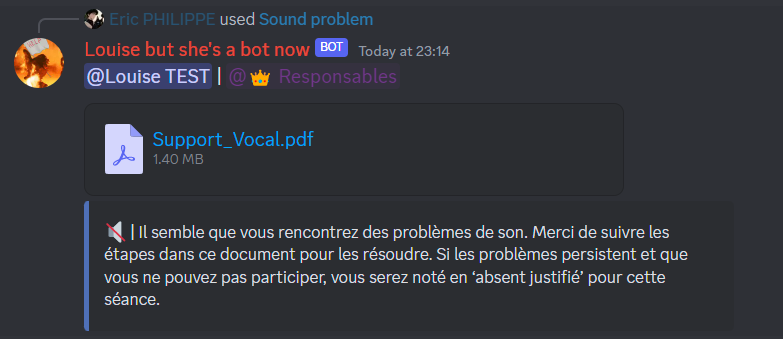 Eric PHILIPPE used Sound problem
Louise but she's a bot now BOT Today at 23:14
@Louise TEST | @👑 Responsables
Support_Vocal.pdf
1.40 MB
🔇 | Il semble que vous rencontrez des problèmes de son. Merci de suivre les
étapes dans ce document pour les résoudre. Si les problèmes persistent et que
vous ne pouvez pas participer, vous serez noté en ‘absent justifié’ pour cette
séance.